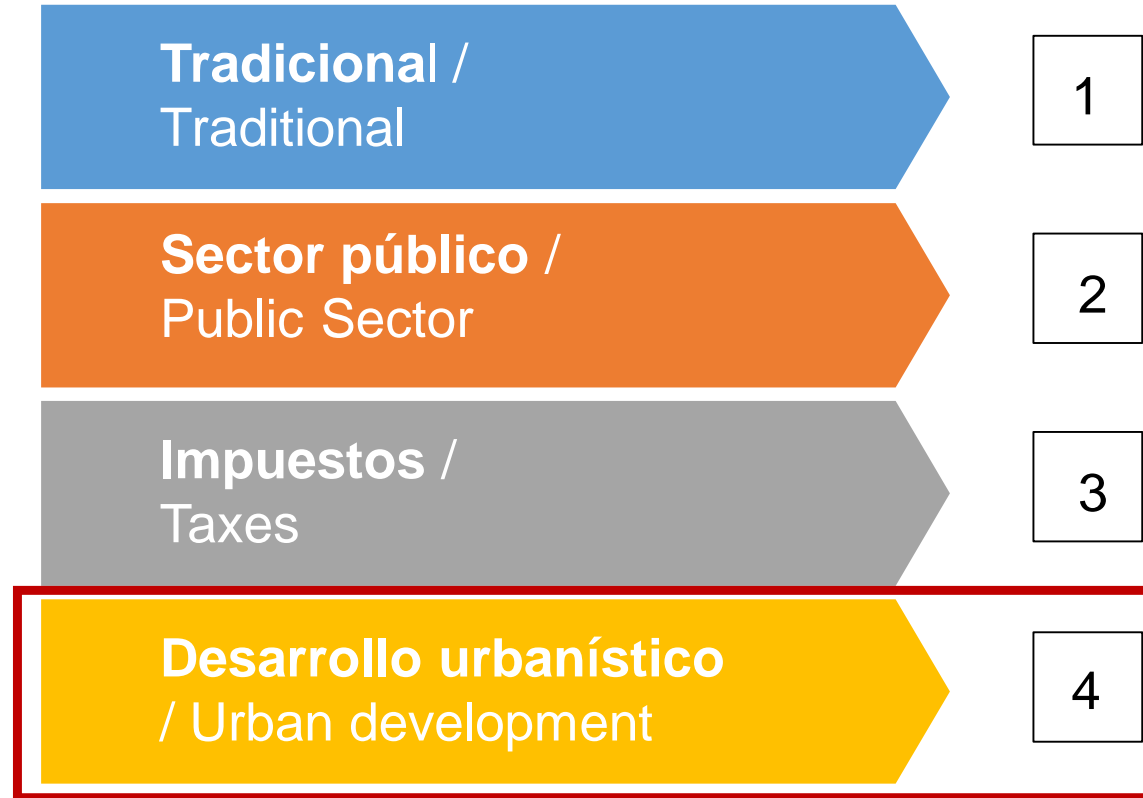 Tradicional /
Traditional
1
Sector público /
Public Sector
2
Impuestos /
Taxes
3
Desarrollo urbanístico
/ Urban development
4